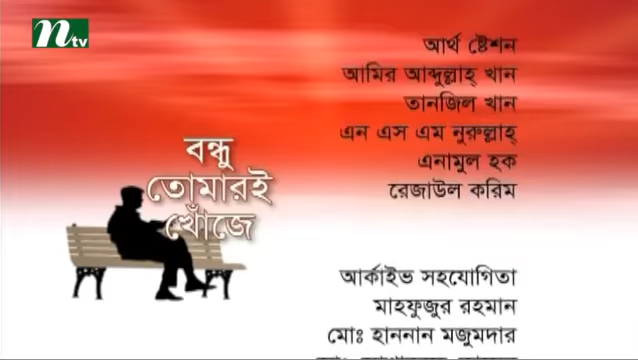 ntv
আর্থ ষ্টেশন
আমির আব্দুল্লাহ্ খান
তানজিল খান
এন এস এম নুরুল্লাহ্
এনামুল হক
রেজাউল করিম
বন্ধু
তোমারই
খোঁজে
আর্কাইভ সহযোগিতা
মাহফুজুর রহমান
মোঃ হাননান মজুমদার